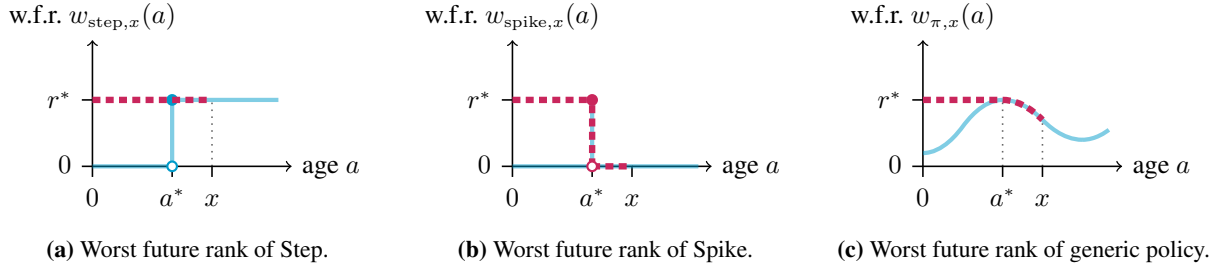 w.f.r. w_{step,x}(a)
r*
0
0
a*
x
age a
(a) Worst future rank of Step.
w.f.r. w_{spike,x}(a)
r*
0
0
a*
x
age a
(b) Worst future rank of Spike.
w.f.r. w_{π,x}(a)
r*
0
0
a*
x
age a
(c) Worst future rank of generic policy.